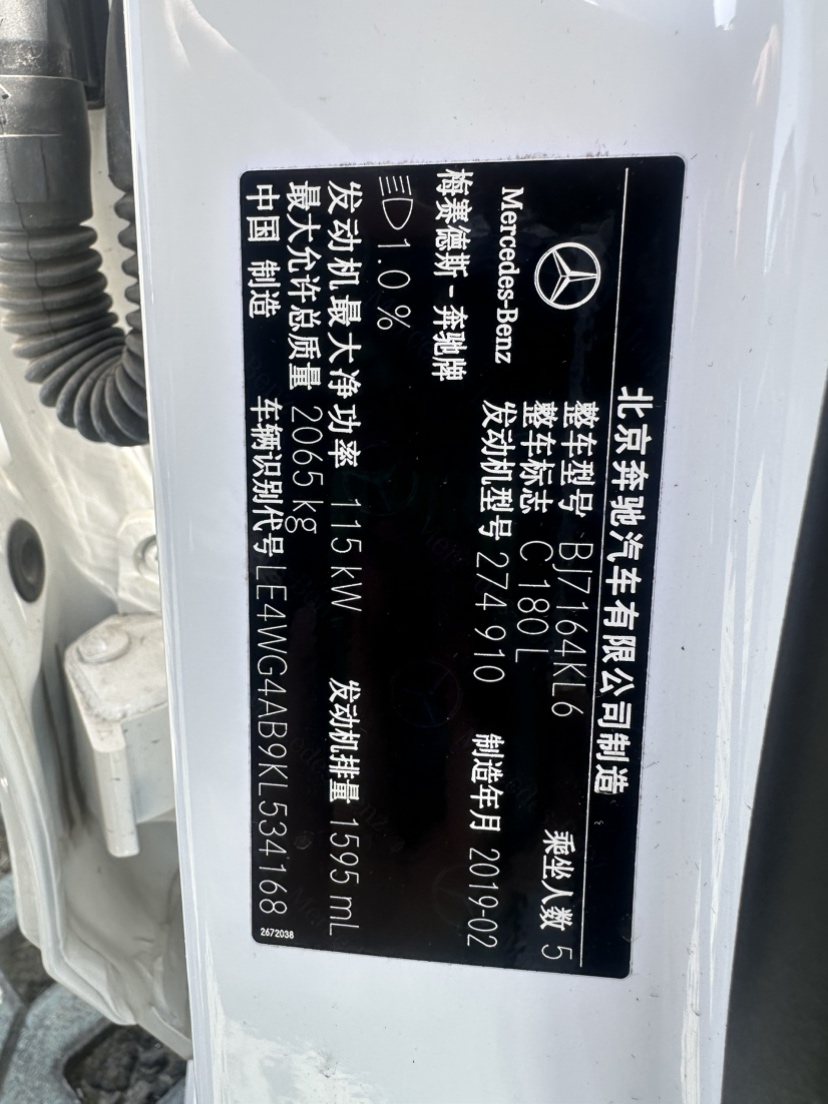 北京奔驰汽车有限公司制造
整车型号 BJ7164KL6 乘坐人数 5
整车标志 C 180 L
Mercedes-Benz 发动机型号 274 910 制造年月 2019-02
梅赛德斯-奔驰牌
1.0 %
发动机最大净功率 115 kW 发动机排量 1595 mL
最大允许总质量 2065 kg
中国 制造 车辆识别代号 LE4WG4AB9KL534168
2672038